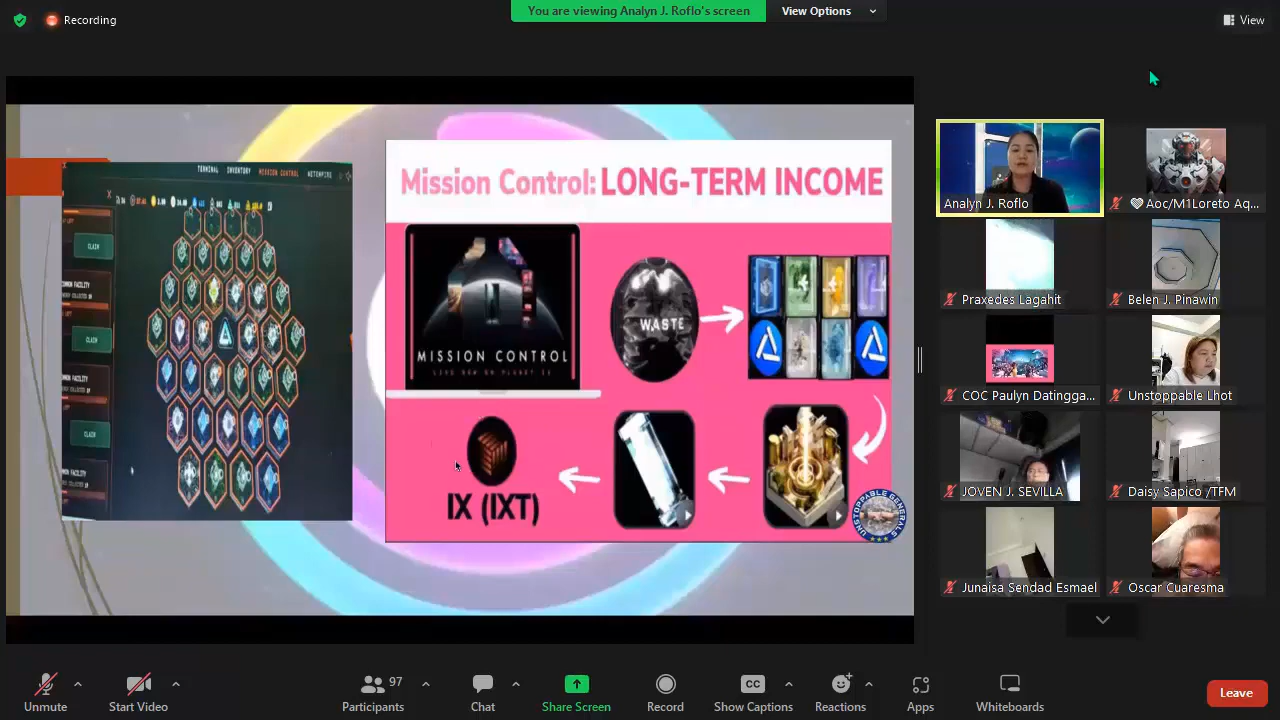 Recording
You are viewing Analyn J. Roflo's screen
View Options
View
TERMINAL
INVENTORY
MISSION CONTROL
CLAIM
CLAIM
CLAIM
Mission Control: LONG-TERM INCOME
MISSION CONTROL
WASTE
IX (IXT)
UNSTOPPABLE GENERALS
Analyn J. Roflo
Aoc/M1Loreto Aq...
Praxedes Lagahit
Belen J. Pinawin
COC Paulyn Datingga...
Unstoppable Lhot
JOVEN J. SEVILLA
Daisy Sapico /TFM
Junaisa Sendad Esmael
Oscar Cuaresma
Unmute
Start Video
97
Participants
Chat
Share Screen
Record
CC
Show Captions
Reactions
Apps
Whiteboards
Leave